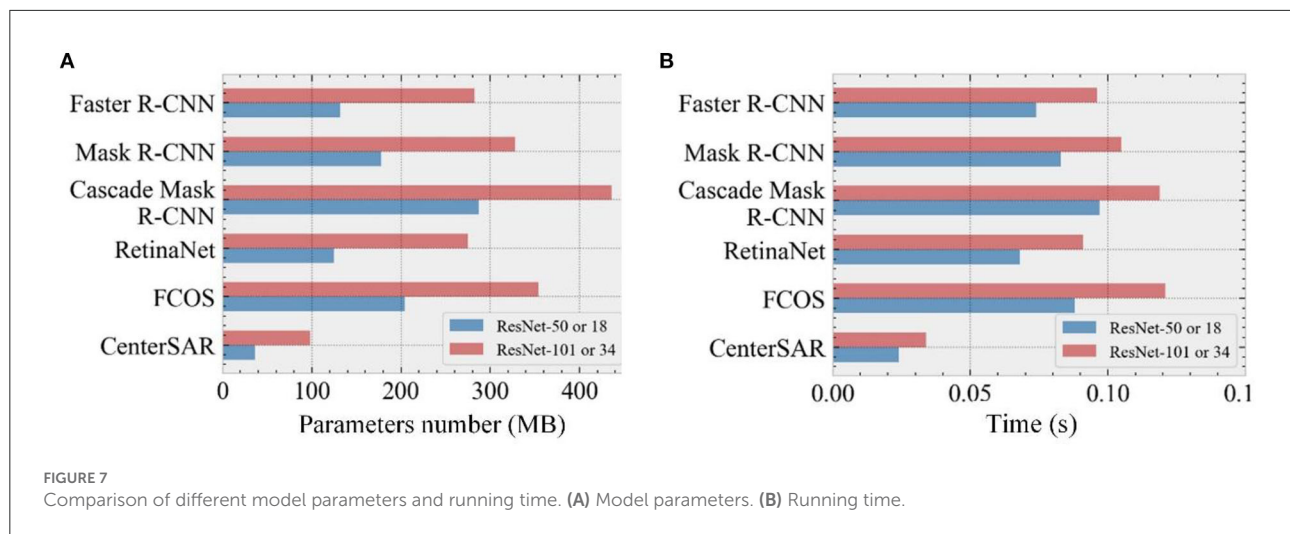 A
Faster R-CNN
Mask R-CNN
Cascade Mask
R-CNN
RetinaNet
FCOS
CenterSAR
ResNet-50 or 18
ResNet-101 or 34
0 100 200 300 400
Parameters number (MB)
B
Faster R-CNN
Mask R-CNN
Cascade Mask
R-CNN
RetinaNet
FCOS
CenterSAR
ResNet-50 or 18
ResNet-101 or 34
0.00 0.05 0.10 0.1
Time (s)
FIGURE 7
Comparison of different model parameters and running time. (A) Model parameters. (B) Running time.